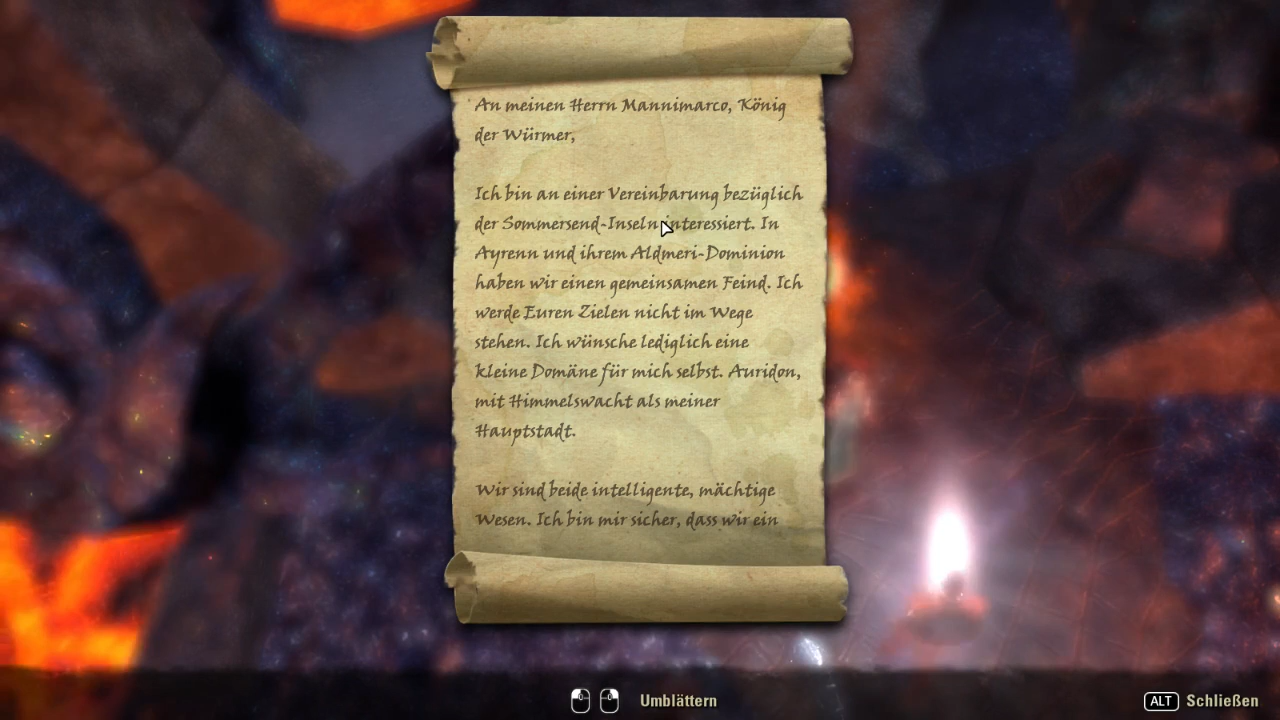 An meinen Herrn Mannimarco, König
der Würmer,
Ich bin an einer Vereinbarung bezüglich
der Sommersend-Inseln interessiert. In
Ayrenn und ihrem Aldmeri-Dominion
haben wir einen gemeinsamen Feind. Ich
werde Euren Zielen nicht im Wege
stehen. Ich wünsche lediglich eine
kleine Domäne für mich selbst. Auridon,
mit Himmelswacht als meiner
Hauptstadt.
Wir sind beide intelligente, mächtige
Wesen. Ich bin mir sicher, dass wir ein
Umblättern
ALT Schließen